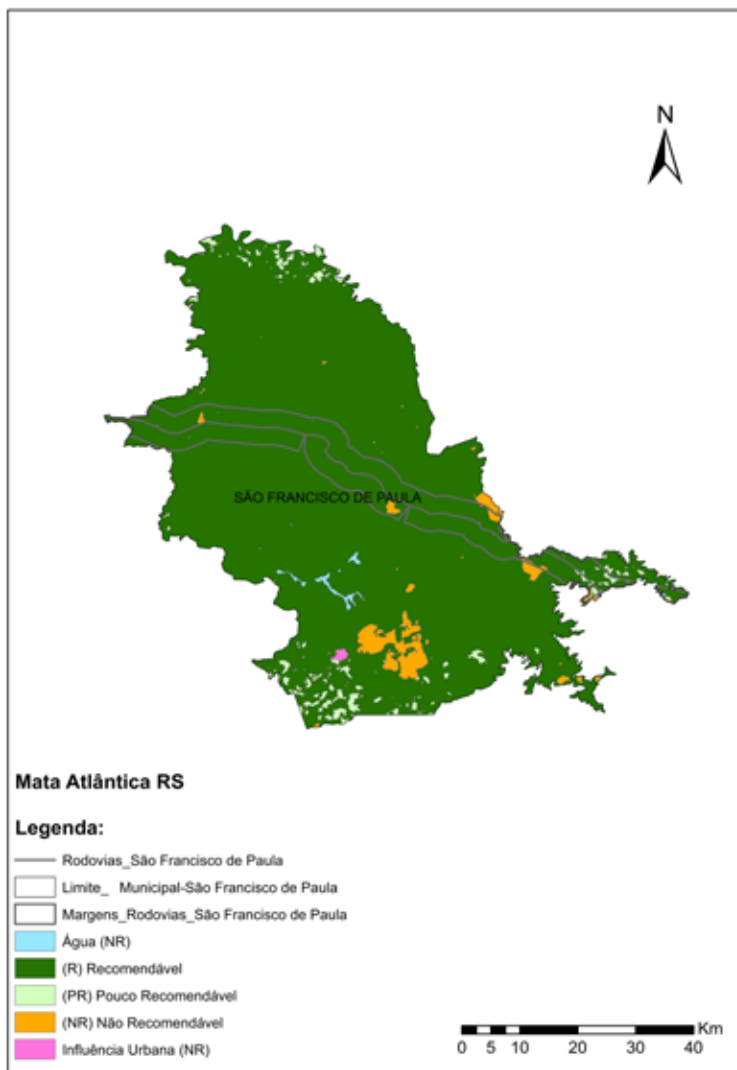 N
SÃO FRANCISCO DE PAULA
Mata Atlântica RS
Legenda:
Rodovias_São Francisco de Paula
Limite_ Municipal-São Francisco de Paula
Margens_Rodovias_São Francisco de Paula
Água (NR)
(R) Recomendável
(PR) Pouco Recomendável
(NR) Não Recomendável
Influência Urbana (NR)
Km
0 5 10 20 30 40